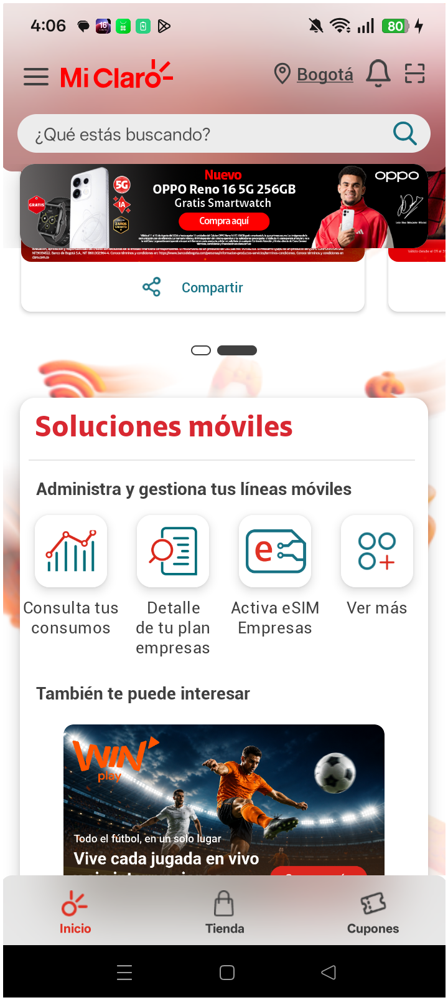 4:06
16
80
Mi Claro
Bogotá
¿Qué estás buscando?
Nuevo
OPPO Reno 16 5G 256GB
Gratis Smartwatch
Compra aquí
GRATIS
5G
IA
2 AÑOS
oppo
claro.com.co
Compartir
Soluciones móviles
Administra y gestiona tus líneas móviles
Consulta tus
consumos
Detalle
de tu plan
empresas
e
Activa eSIM
Empresas
Ver más
También te puede interesar
WIN
play
Todo el fútbol, en un solo lugar
Vive cada jugada en vivo
Inicio
Tienda
Cupones